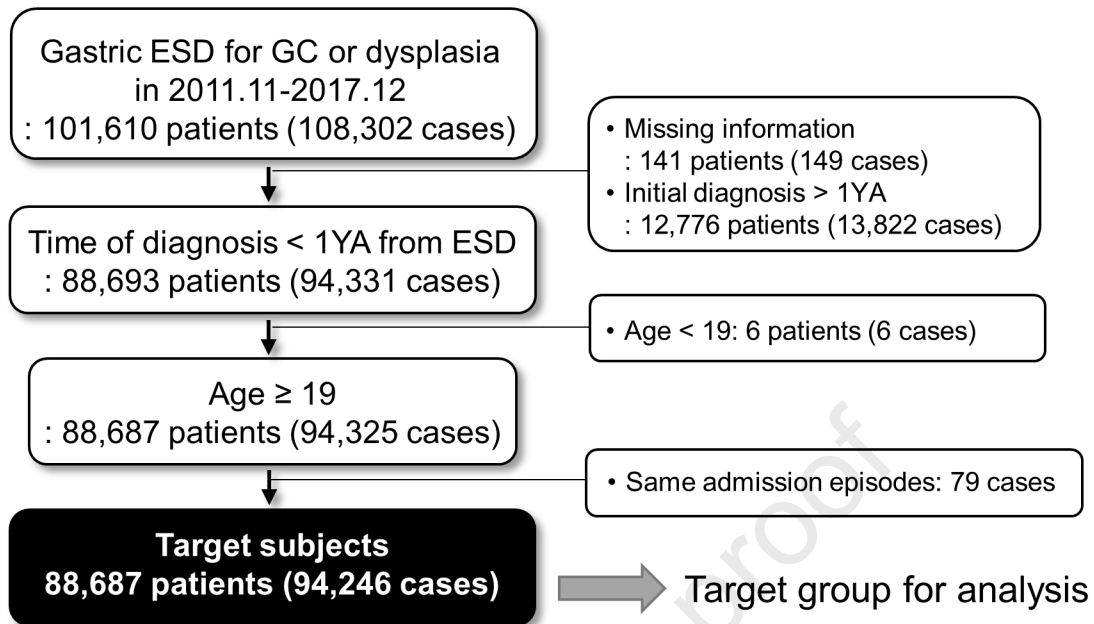 Gastric ESD for GC or dysplasia
in 2011.11-2017.12
: 101,610 patients (108,302 cases)
• Missing information
: 141 patients (149 cases)
• Initial diagnosis > 1YA
: 12,776 patients (13,822 cases)
Time of diagnosis < 1YA from ESD
: 88,693 patients (94,331 cases)
• Age < 19: 6 patients (6 cases)
Age ≥ 19
: 88,687 patients (94,325 cases)
• Same admission episodes: 79 cases
Target subjects
88,687 patients (94,246 cases)
Target group for analysis
proof